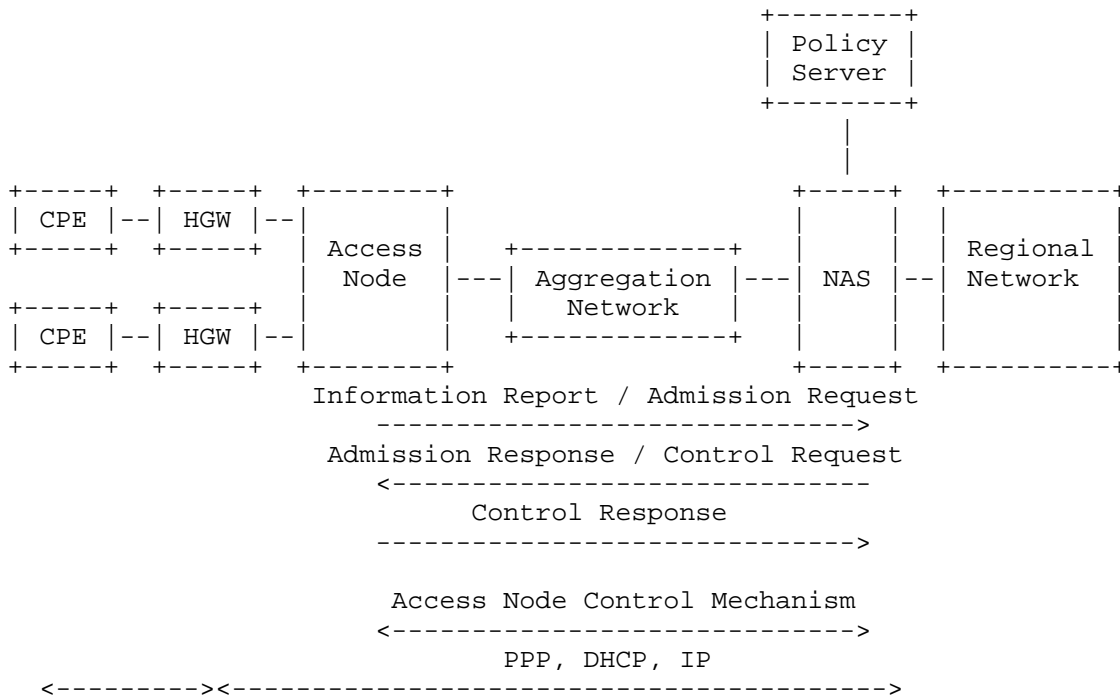 +--------+
| Policy |
| Server |
+--------+
|
|
+-----+ +-----+ +--------+ +-----+ +----------+
| CPE |--| HGW |--| | | | | |
+-----+ +-----+ | Access | +-------------+ | | | Regional |
| Node |---| Aggregation |---| NAS |--| Network |
+-----+ +-----+ | | | Network | | | | |
| CPE |--| HGW |--| | +-------------+ | | | |
+-----+ +-----+ +--------+ +-----+ +----------+
Information Report / Admission Request
------------------------------>
Admission Response / Control Request
<------------------------------
Control Response
------------------------------>
Access Node Control Mechanism
<----------------------------->
PPP, DHCP, IP
<---------><----------------------------------------->